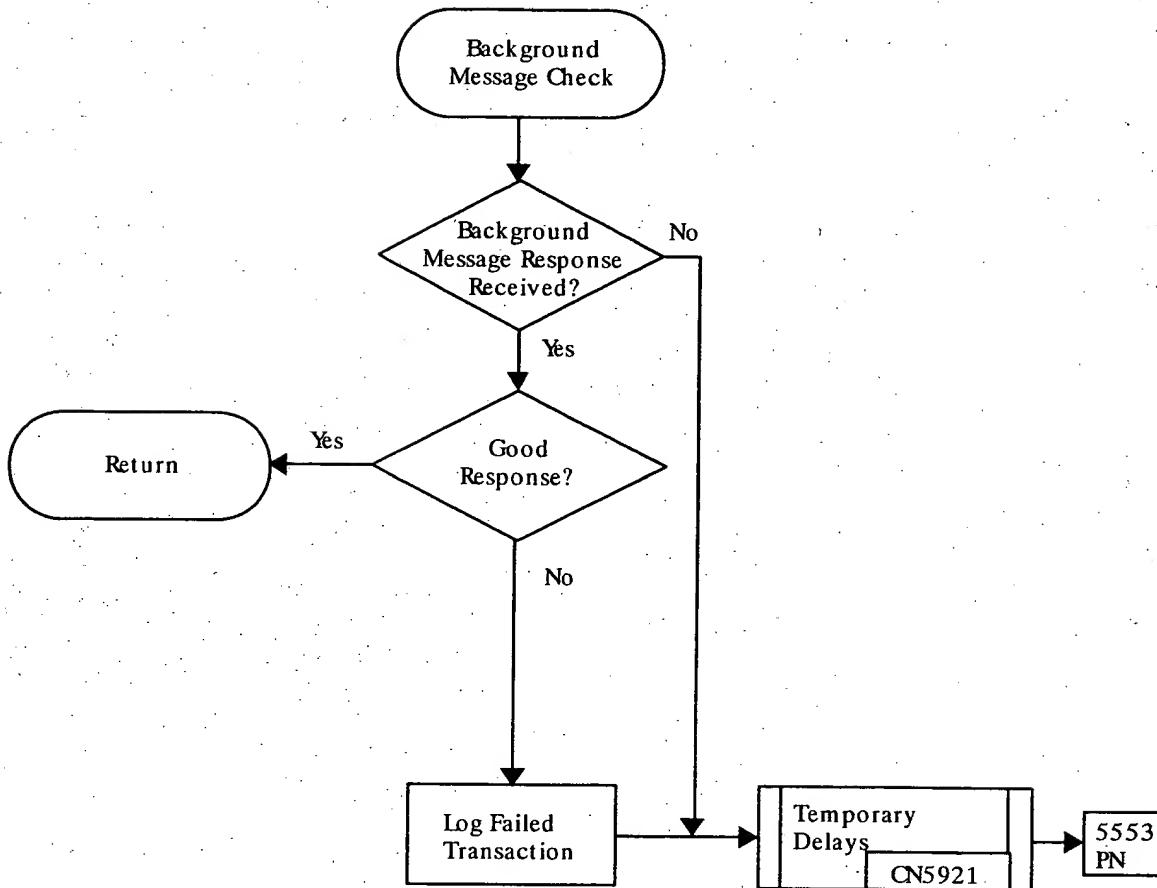 Background
Message Check
Background
Message Response
Received?
No
Yes
Good
Response?
Yes
Return
No
Log Failed
Transaction
Temporary
Delays
CN5921
5553
PN